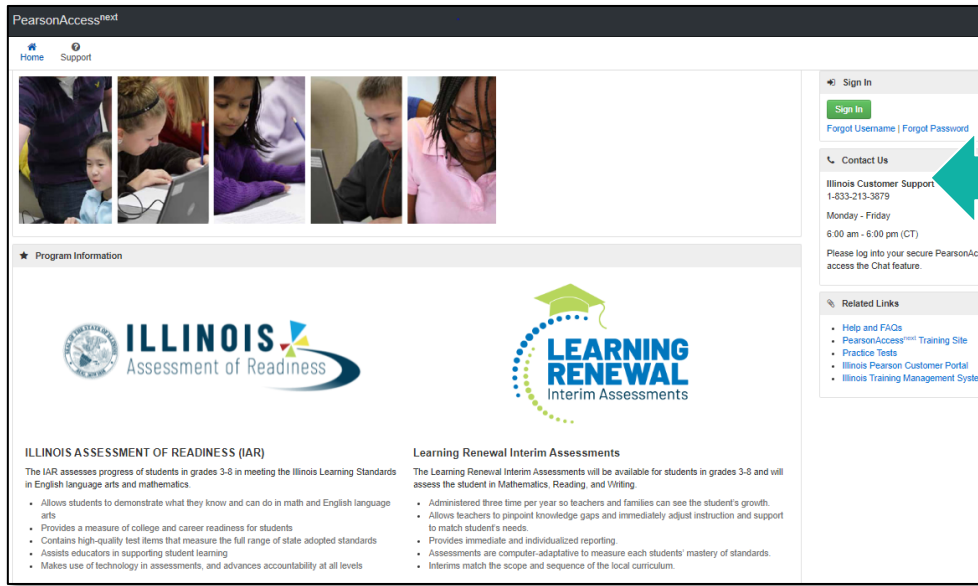 PearsonAccessnext
Home Support
Sign In
Sign In
Forgot Username | Forgot Password
Contact Us
Illinois Customer Support
1-833-213-3879
Monday - Friday
6:00 am - 6:00 pm (CT)
Please log into your secure PearsonAc
access the Chat feature.
Related Links
Help and FAQs
PearsonAccessnext Training Site
Practice Tests
Illinois Pearson Customer Portal
Illinois Training Management Syste
Program Information
ILLINOIS
Assessment of Readiness
LEARNING
RENEWAL
Interim Assessments
ILLINOIS ASSESSMENT OF READINESS (IAR)
The IAR assesses progress of students in grades 3-8 in meeting the Illinois Learning Standards
in English language arts and mathematics.
Allows students to demonstrate what they know and can do in math and English language
arts
Provides a measure of college and career readiness for students
Contains high-quality test items that measure the full range of state adopted standards
Assists educators in supporting student learning
Makes use of technology in assessments, and advances accountability at all levels
Learning Renewal Interim Assessments
The Learning Renewal Interim Assessments will be available for students in grades 3-8 and will
assess the student in Mathematics, Reading, and Writing.
Administered three time per year so teachers and families can see the student's growth.
Allows teachers to pinpoint knowledge gaps and immediately adjust instruction and support
to match student's needs.
Provides immediate and individualized reporting.
Assessments are computer-adaptive to measure each students' mastery of standards.
Interims match the scope and sequence of the local curriculum.